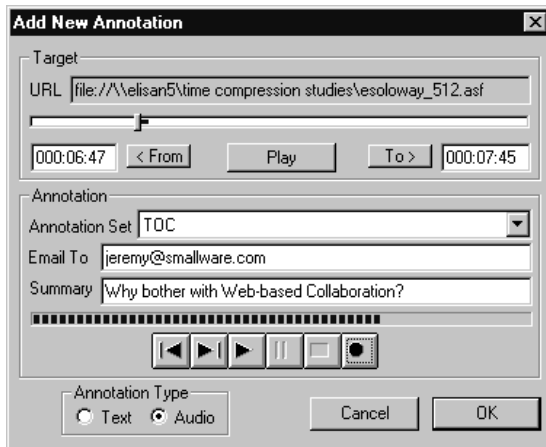 Add New Annotation
Target
URL file://\\elisan5\time compression studies\esoloway_512.asf
000:06:47 < From Play To > 000:07:45
Annotation
Annotation Set TOC
Email To jeremy@smallware.com
Summary Why bother with Web-based Collaboration?
Annotation Type
Text Audio Cancel OK